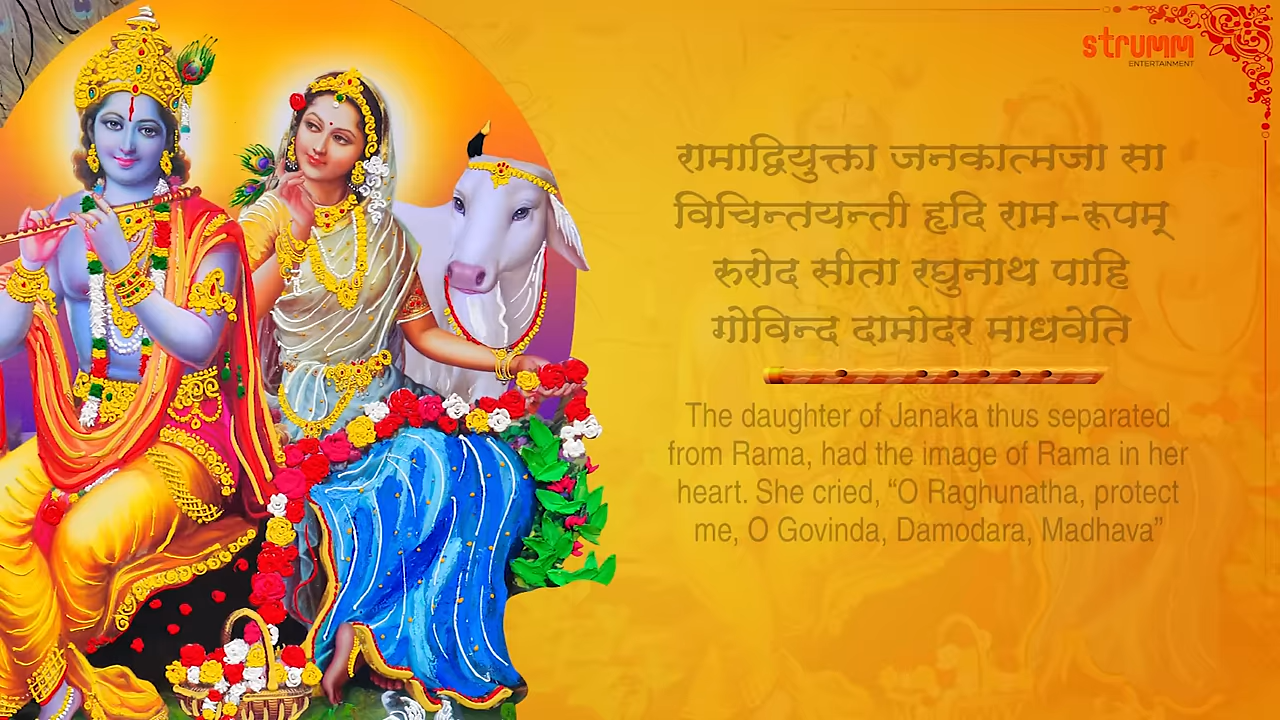 strumm
ENTERTAINMENT
रामाद्वियुक्ता जनकात्मजा सा
विचिन्तयन्ती हृदि राम-रूपम्
रुरोद सीता रघुनाथ पाहि
गोविन्द दामोदर माधवेति
The daughter of Janaka thus separated
from Rama, had the image of Rama in her
heart. She cried, “O Raghunatha, protect
me, O Govinda, Damodara, Madhava”